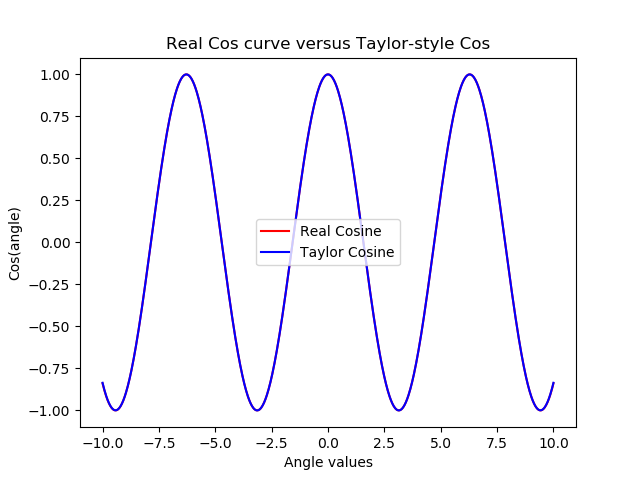 Real Cos curve versus Taylor-style Cos
1.00
0.75
0.50
0.25
0.00
−0.25
−0.50
−0.75
−1.00
Cos(angle)
Real Cosine
Taylor Cosine
−10.0 −7.5 −5.0 −2.5 0.0 2.5 5.0 7.5 10.0
Angle values